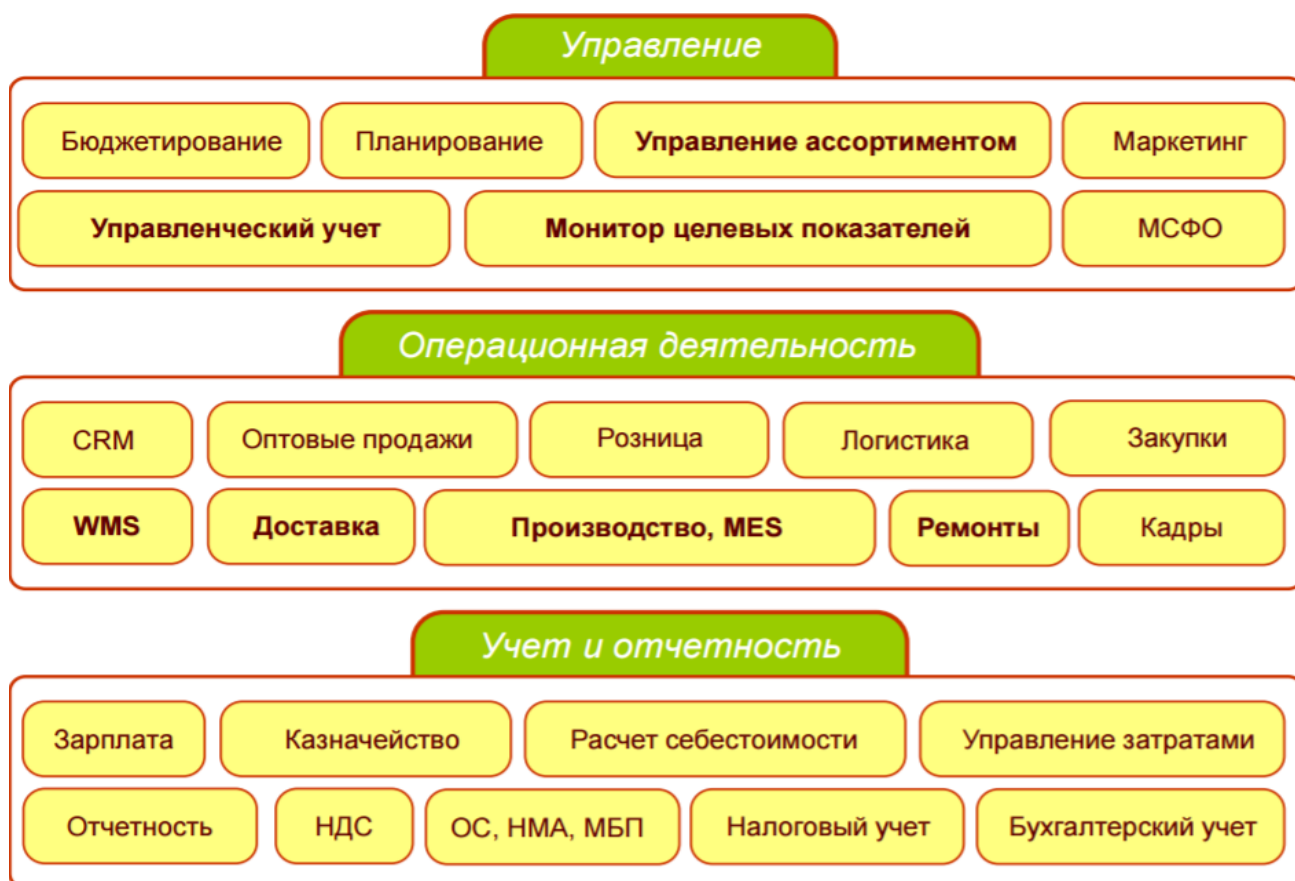 Управление
Бюджетирование
Планирование
Управление ассортиментом
Маркетинг
Управленческий учет
Монитор целевых показателей
МСФО
Операционная деятельность
CRM
Оптовые продажи
Розница
Логистика
Закупки
WMS
Доставка
Производство, MES
Ремонты
Кадры
Учет и отчетность
Зарплата
Казначейство
Расчет себестоимости
Управление затратами
Отчетность
НДС
ОС, НМА, МБП
Налоговый учет
Бухгалтерский учет